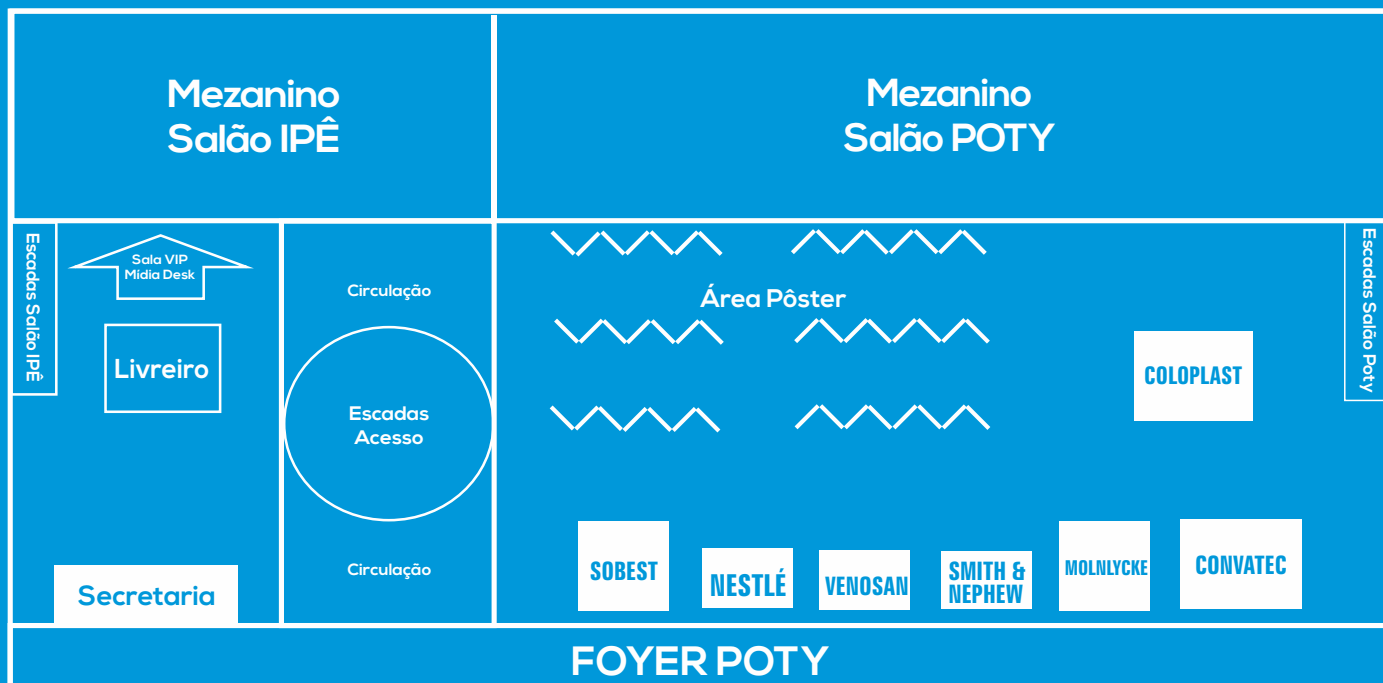 Mezanino
Salão IPÊ
Mezanino
Salão POTY
Escadas Salão IPÊ
Sala VIP
Mídia Desk
Livreiro
Secretaria
Circulação
Escadas
Acesso
Circulação
Área Pôster
COLOPLAST
Escadas Salão Poty
SOBEST
NESTLÉ
VENOSAN
SMITH &
NEPHEW
MOLNLYCKE
CONVATEC
FOYER POTY